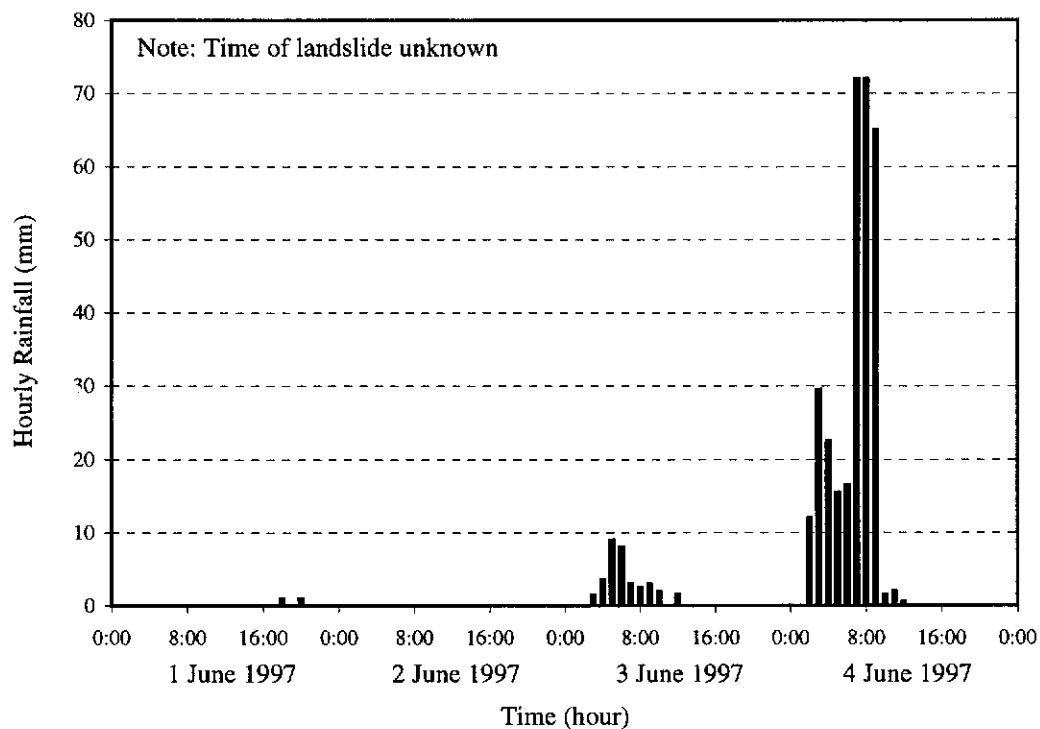 Note: Time of landslide unknown
Hourly Rainfall (mm)
80
70
60
50
40
30
20
10
0
0:00 8:00 16:00 0:00 8:00 16:00 0:00 8:00 16:00 0:00 8:00 16:00 0:00
1 June 1997 2 June 1997 3 June 1997 4 June 1997
Time (hour)